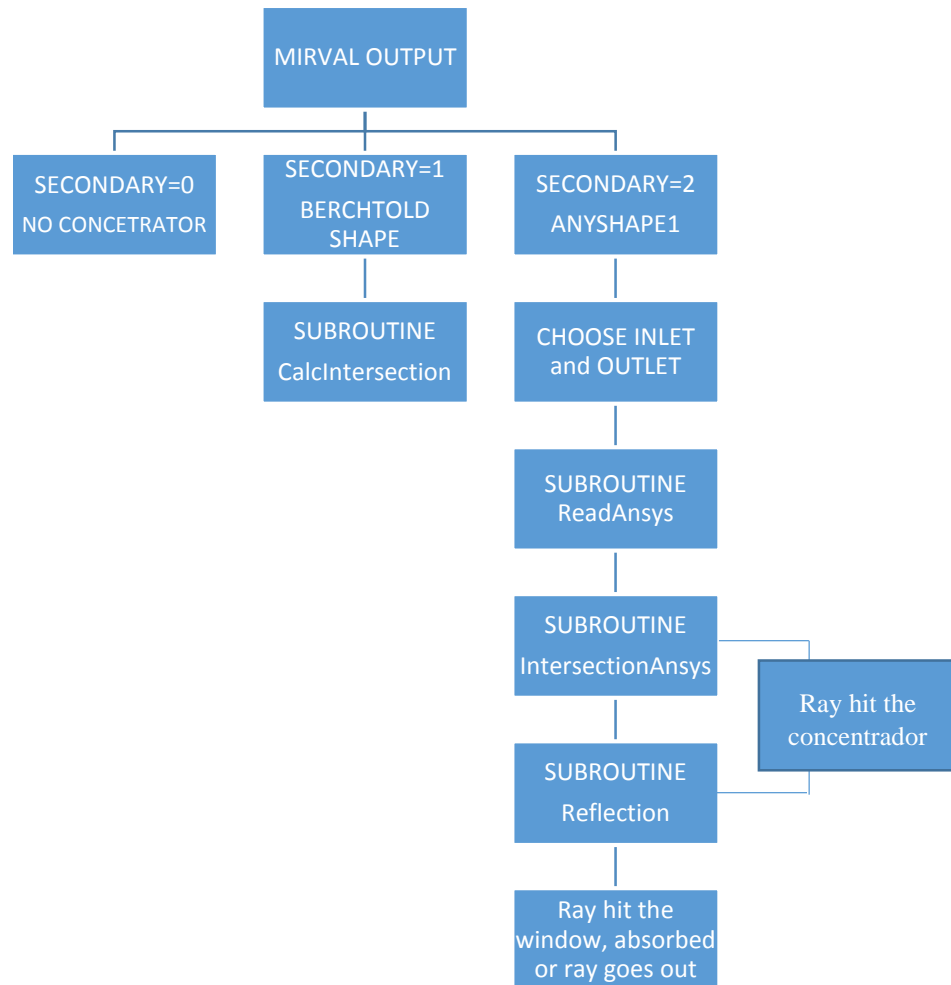 MIRVAL OUTPUT
SECONDARY=0
NO CONCETRATOR
SECONDARY=1
BERCHTOLD
SHAPE
SECONDARY=2
ANYSHAPE1
SUBROUTINE
CalcIntersection
CHOOSE INLET
and OUTLET
SUBROUTINE
ReadAnsys
SUBROUTINE
IntersectionAnsys
Ray hit the
concentrador
SUBROUTINE
Reflection
Ray hit the
window, absorbed
or ray goes out